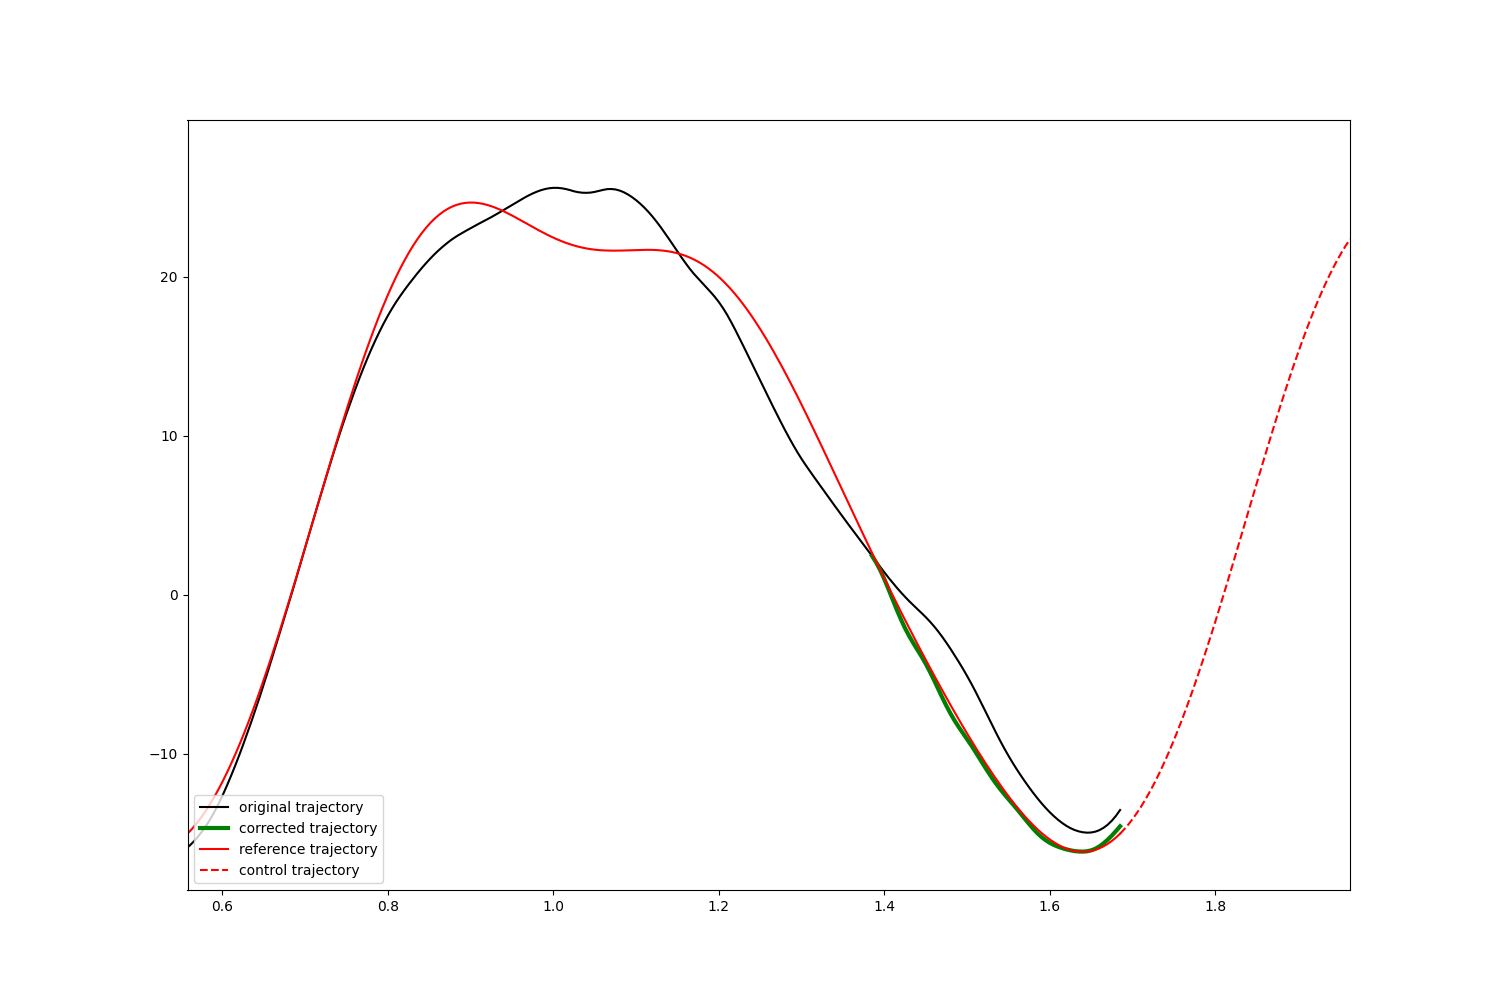 20
10
0
−10
original trajectory
corrected trajectory
reference trajectory
control trajectory
0.6 0.8 1.0 1.2 1.4 1.6 1.8